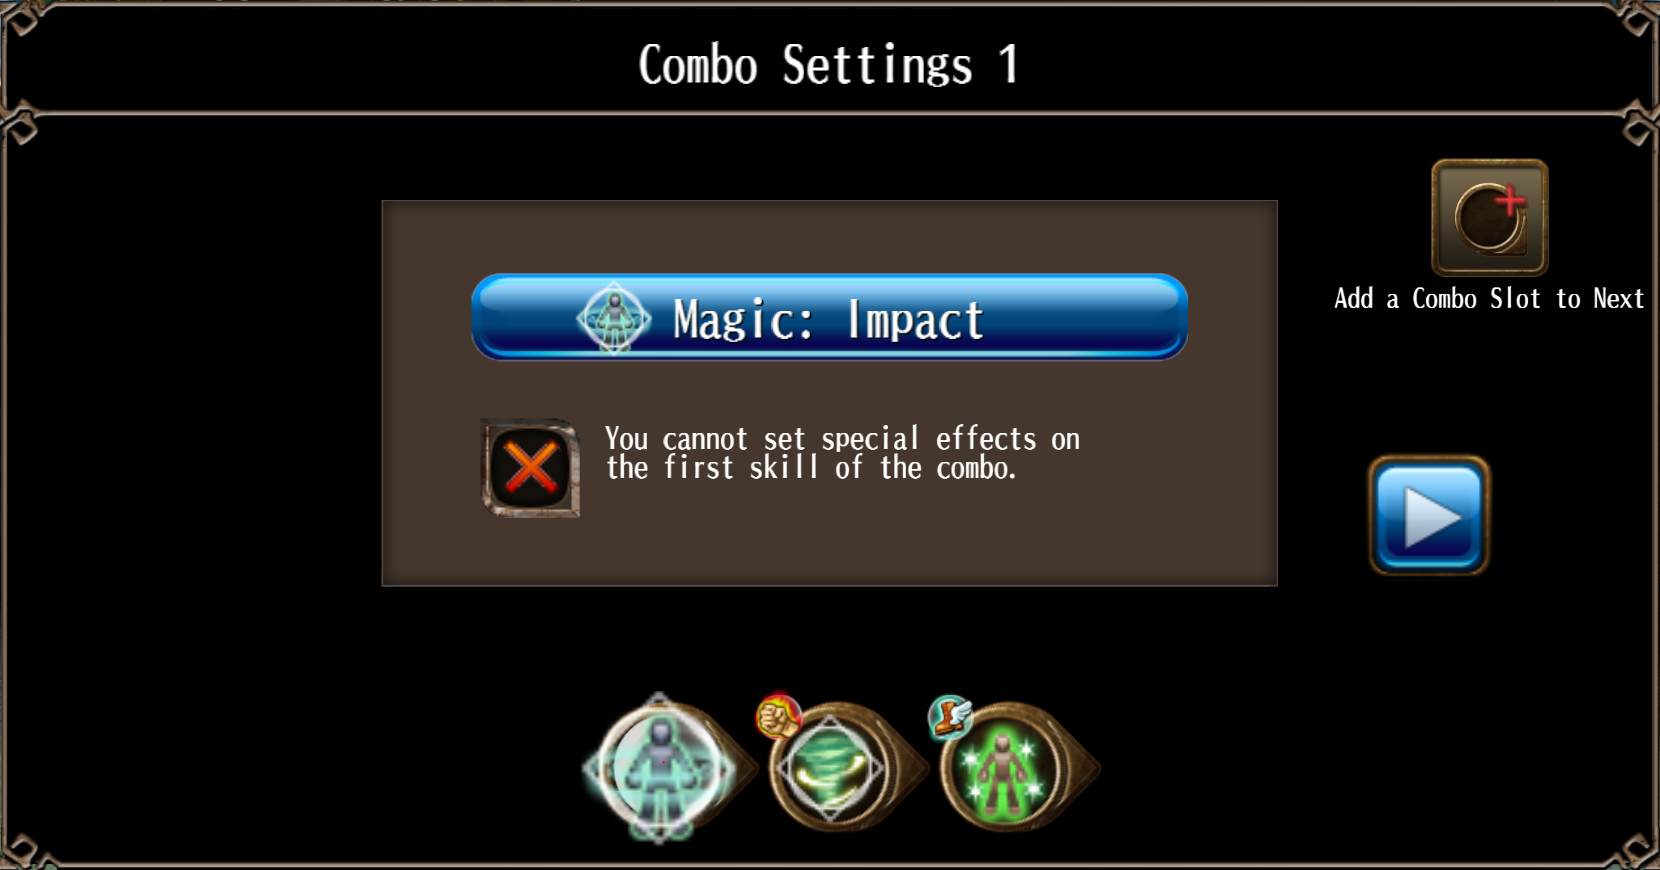 Combo Settings 1
Add a Combo Slot to Next
Magic: Impact
You cannot set special effects on
the first skill of the combo.